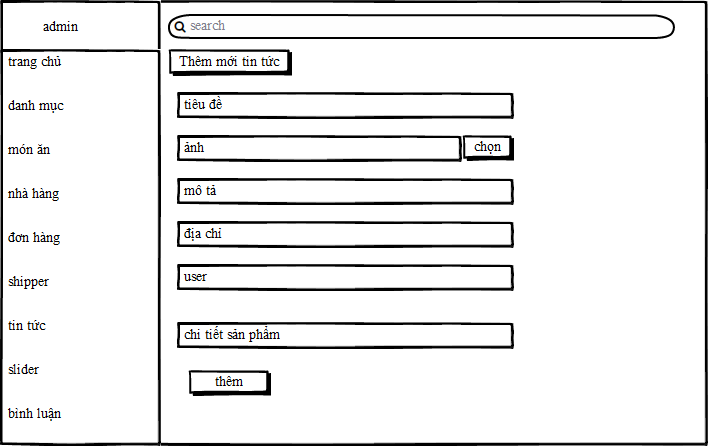 admin
search
trang chủ
danh mục
món ăn
nhà hàng
đơn hàng
shipper
tin tức
slider
bình luận
Thêm mới tin tức
tiêu đề
ảnh
chọn
mô tả
địa chỉ
user
chi tiết sản phẩm
thêm